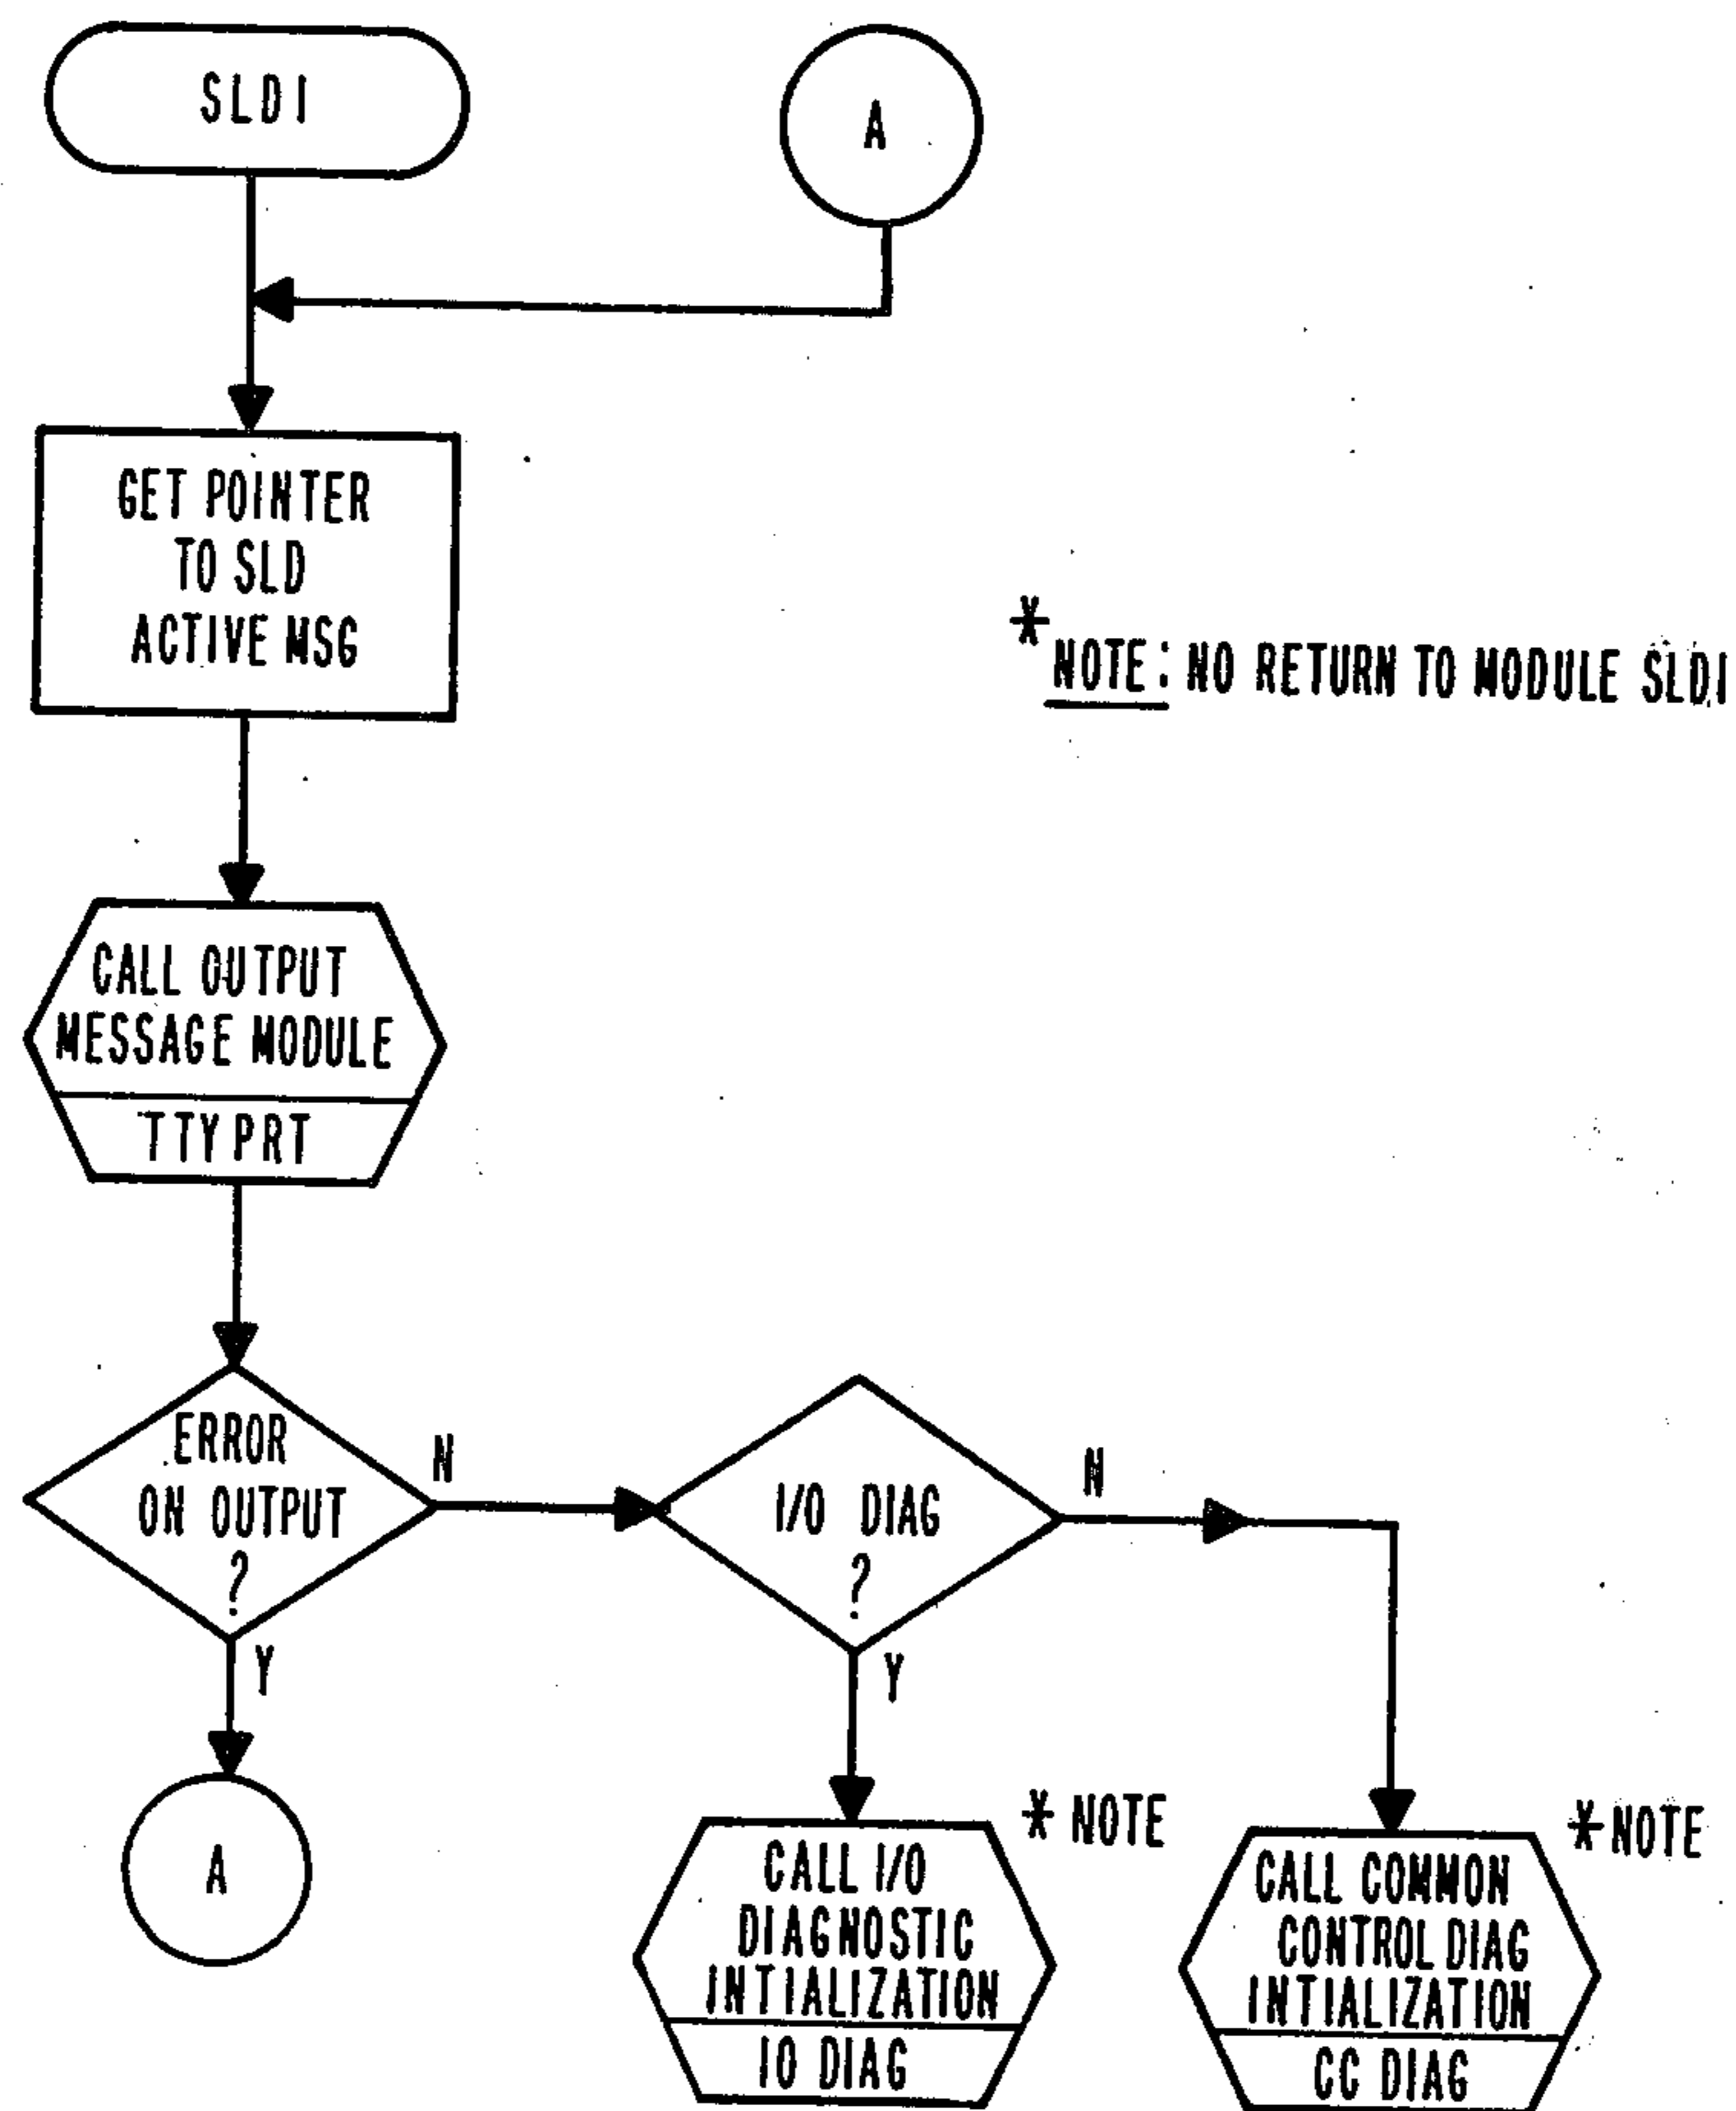 SLDI
A
GET POINTER
TO SLD
ACTIVE MSG
* NOTE: NO RETURN TO MODULE SLDI
CALL OUTPUT
MESSAGE MODULE
TTYPRT
ERROR
ON OUTPUT
?
N
Y
I/O DIAG
?
N
Y
A
* NOTE
CALL I/O
DIAGNOSTIC
INTIALIZATION
IO DIAG
* NOTE
CALL COMMON
CONTROL DIAG
INTIALIZATION
CC DIAG